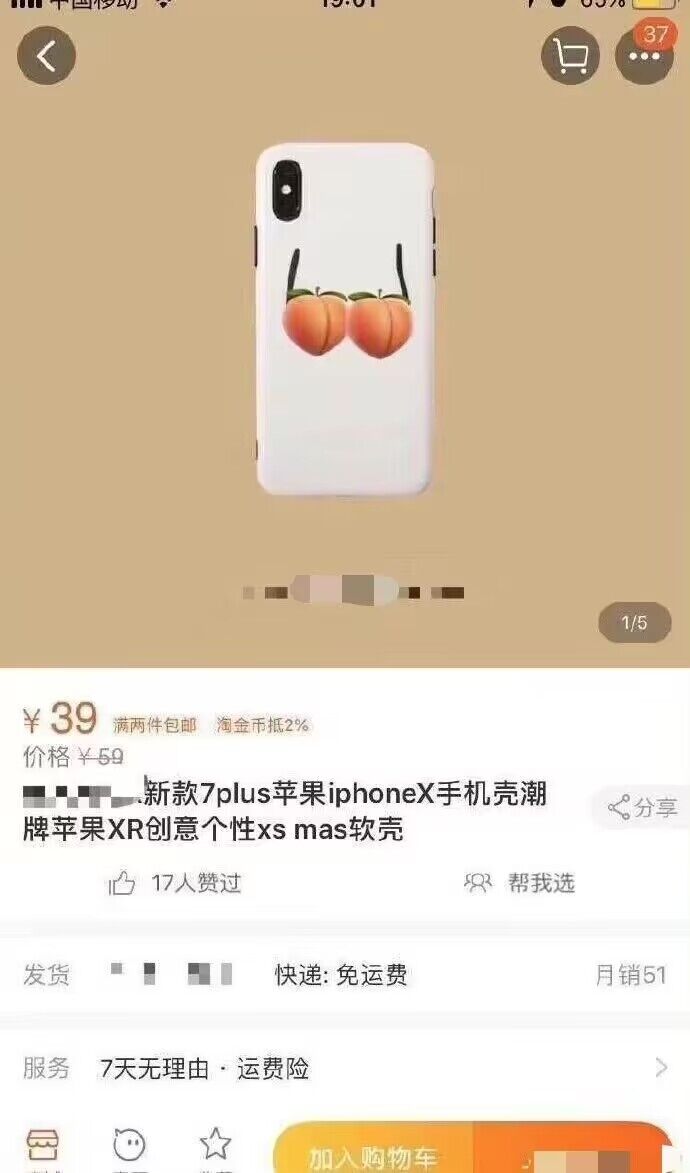 中国移动
19:01
65%
37
1/5
¥39 满两件包邮 淘金币抵2%
价格 ¥59
新款7plus苹果iphoneX手机壳潮
牌苹果XR创意个性xs mas软壳
分享
17人赞过
帮我选
发货
快递: 免运费
月销51
服务
7天无理由 · 运费险
加入购物车